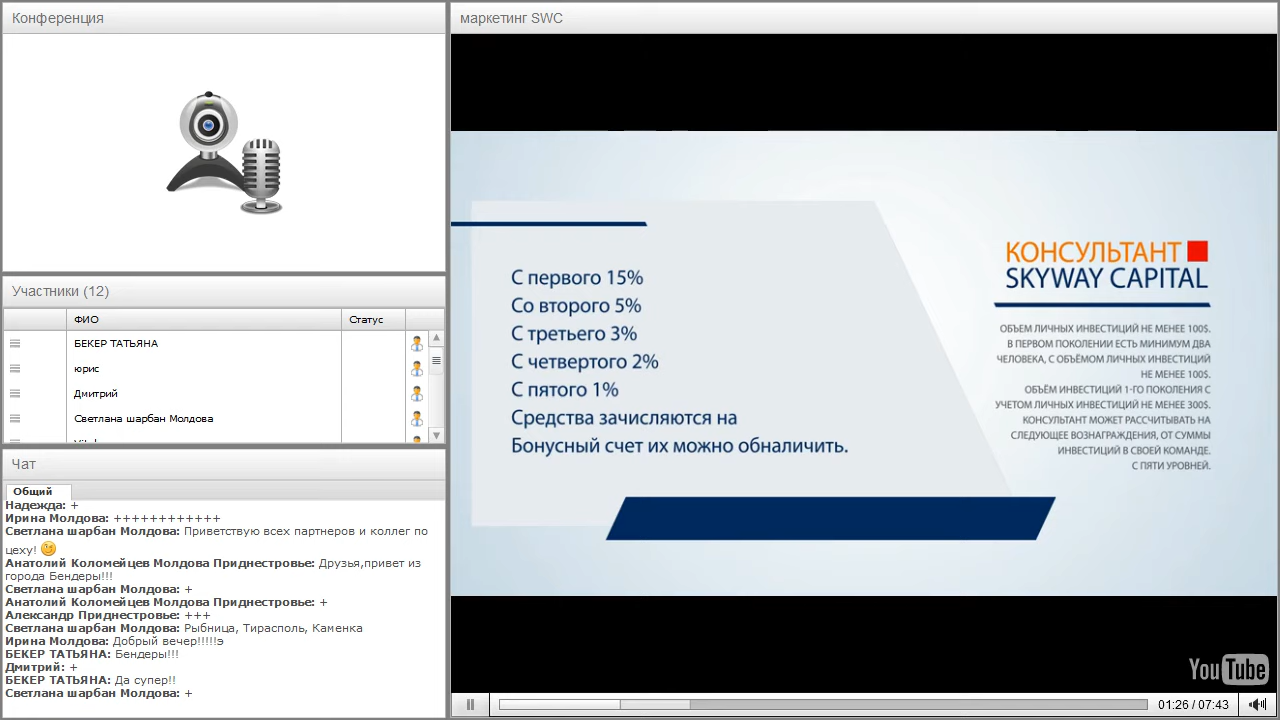 Конференция
Участники (12)
ФИО
Статус
БЕКЕР ТАТЬЯНА
юрис
Дмитрий
Светлана шарбан Молдова
Чат
Общий
Надежда: +
Ирина Молдова: ++++++++++++
Светлана шарбан Молдова: Приветствую всех партнеров и коллег по
цеху!
Анатолий Коломейцев Молдова Приднестровье: Друзья,привет из
города Бендеры!!!
Светлана шарбан Молдова: +
Анатолий Коломейцев Молдова Приднестровье: +
Александр Приднестровье: +++
Светлана шарбан Молдова: Рыбница, Тирасполь, Каменка
Ирина Молдова: Добрый вечер!!!!!э
БЕКЕР ТАТЬЯНА: Бендеры!!!
Дмитрий: +
БЕКЕР ТАТЬЯНА: Да супер!!
Светлана шарбан Молдова: +
маркетинг SWC
С первого 15%
Со второго 5%
С третьего 3%
С четвертого 2%
С пятого 1%
Средства зачисляются на
Бонусный счет их можно обналичить.
КОНСУЛЬТАНТ
SKYWAY CAPITAL
ОБЪЕМ ЛИЧНЫХ ИНВЕСТИЦИЙ НЕ МЕНЕЕ 100$.
В ПЕРВОМ ПОКОЛЕНИИ ЕСТЬ МИНИМУМ ДВА
ЧЕЛОВЕКА, С ОБЪЁМОМ ЛИЧНЫХ ИНВЕСТИЦИЙ
НЕ МЕНЕЕ 100$.
ОБЪЁМ ИНВЕСТИЦИЙ 1-ГО ПОКОЛЕНИЯ С
УЧЕТОМ ЛИЧНЫХ ИНВЕСТИЦИЙ НЕ МЕНЕЕ 300$.
КОНСУЛЬТАНТ МОЖЕТ РАССЧИТЫВАТЬ НА
СЛЕДУЮЩЕЕ ВОЗНАГРАЖДЕНИЯ, ОТ СУММЫ
ИНВЕСТИЦИЙ В СВОЕЙ КОМАНДЕ.
С ПЯТИ УРОВНЕЙ.
YouTube
01:26 / 07:43